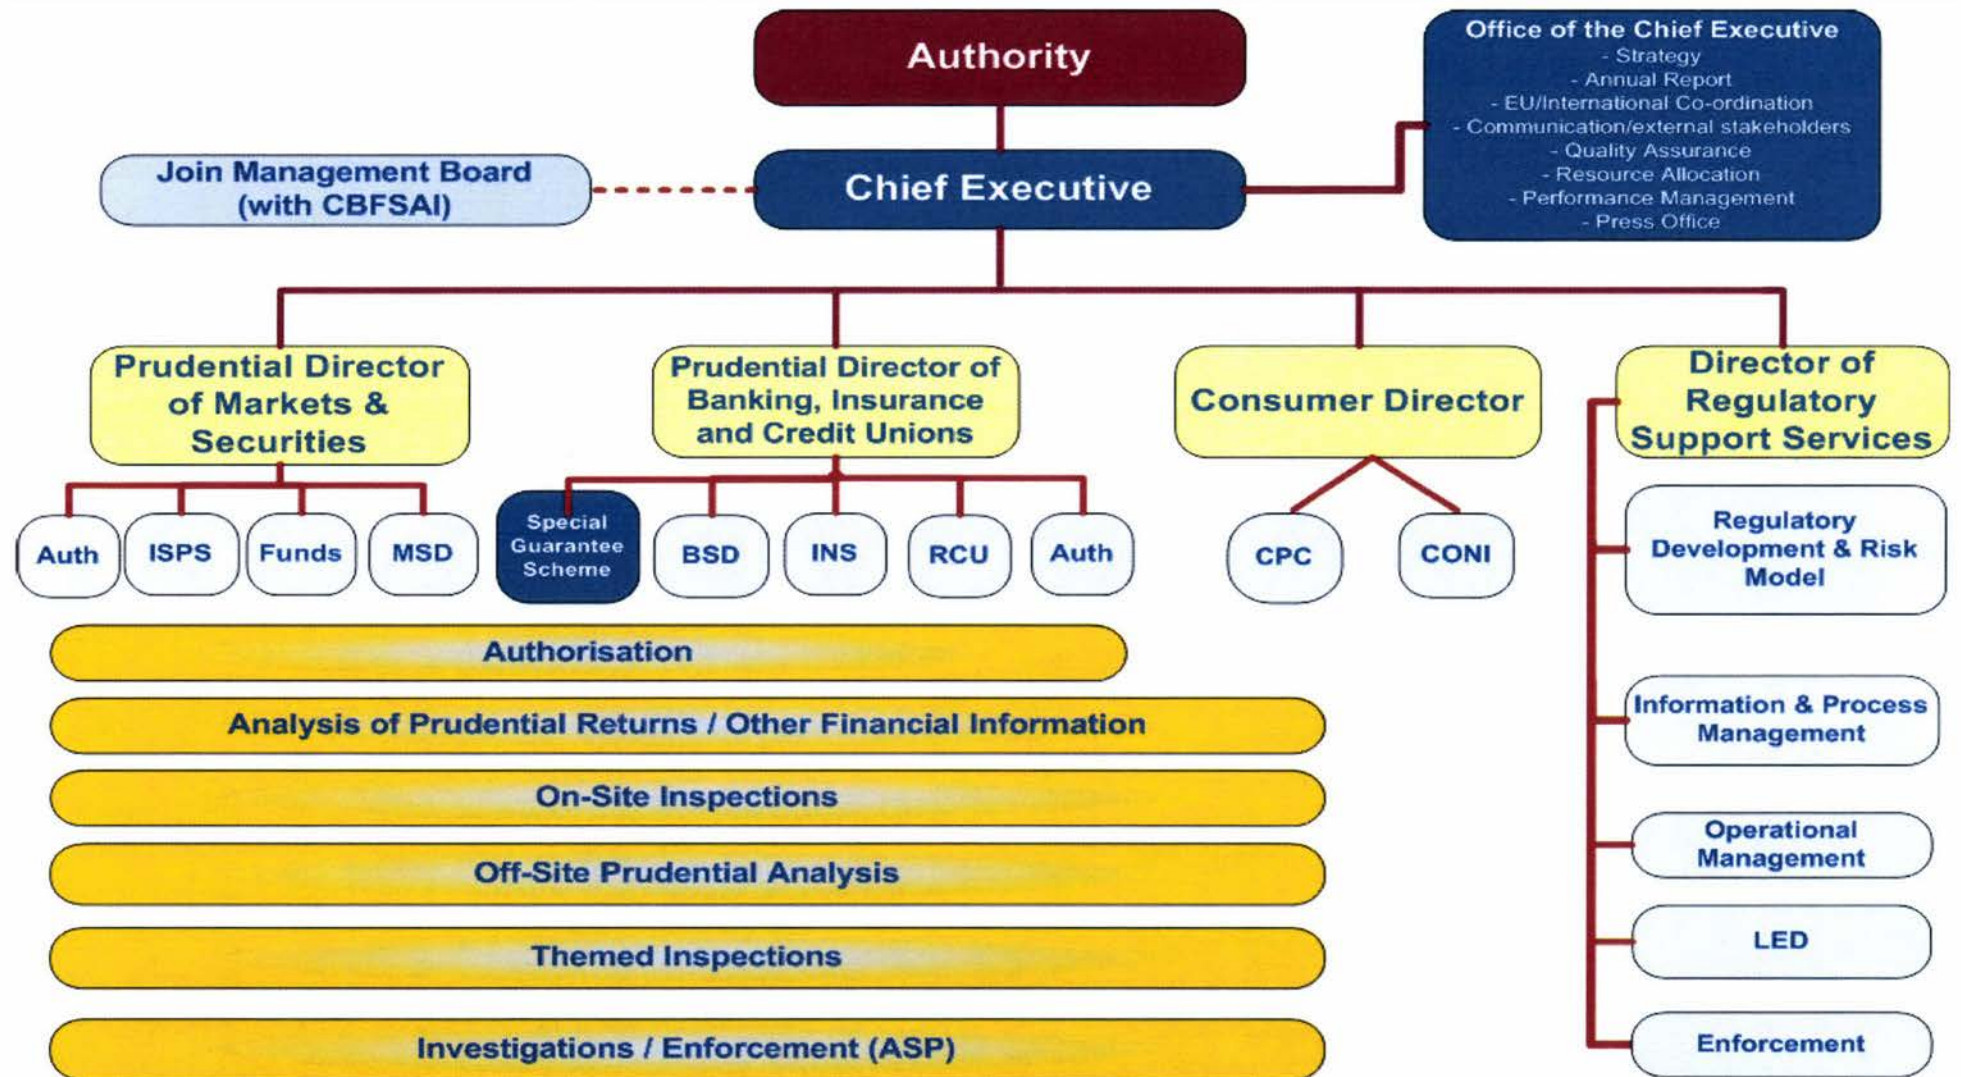 Authority
Office of the Chief Executive
- Strategy
- Annual Report
- EU/International Co-ordination
- Communication/external stakeholders
- Quality Assurance
- Resource Allocation
- Performance Management
- Press Office
Join Management Board
(with CBFSAI)
Chief Executive
Prudential Director
of Markets &
Securities
Prudential Director of
Banking, Insurance
and Credit Unions
Consumer Director
Director of
Regulatory
Support Services
Auth
ISPS
Funds
MSD
Special
Guarantee
Scheme
BSD
INS
RCU
Auth
CPC
CONI
Regulatory
Development & Risk
Model
Information & Process
Management
Operational
Management
LED
Enforcement
Authorisation
Analysis of Prudential Returns / Other Financial Information
On-Site Inspections
Off-Site Prudential Analysis
Themed Inspections
Investigations / Enforcement (ASP)